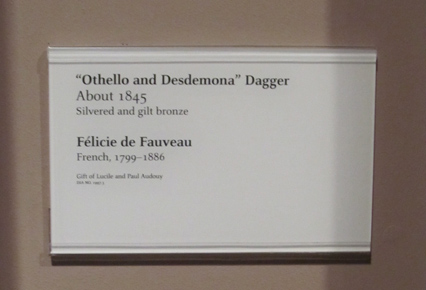 "Othello and Desdemona" Dagger
About 1845
Silvered and gilt bronze
Félicie de Fauveau
French, 1799–1886
Gift of Lucile and Paul Audouy